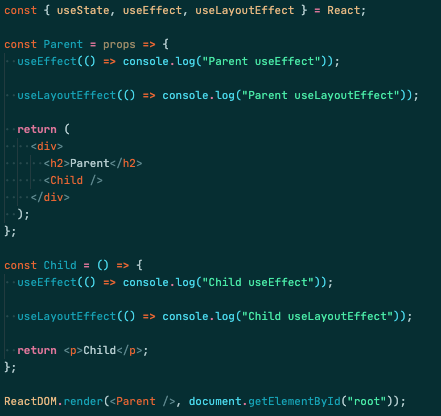 const { useState, useEffect, useLayoutEffect } = React;
const Parent = props => {
useEffect(() => console.log("Parent useEffect"));
useLayoutEffect(() => console.log("Parent useLayoutEffect"));
return (
<div>
<h2>Parent</h2>
<Child />
</div>
);
};
const Child = () => {
useEffect(() => console.log("Child useEffect"));
useLayoutEffect(() => console.log("Child useLayoutEffect"));
return <p>Child</p>;
};
ReactDOM.render(<Parent />, document.getElementById("root"));